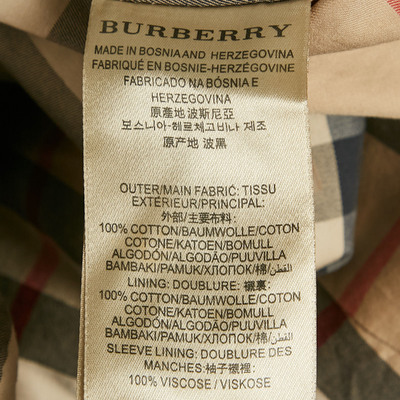 BURBERRY
MADE IN BOSNIAAND HERZEGOVINA
FABRIQUÉ EN BOSNIE-HERZÉGOVINE
FABRICADO NA BÓSNIA E
HERZEGOVINA
原產地 波斯尼亞
보스니아-헤르체고비나 제조
原产地 波黑
OUTER/MAIN FABRIC: TISSU
EXTÉRIEUR/PRINCIPAL:
外部/主要布料:
100% COTTON/BAUMWOLLE/COTON
COTONE/KATOEN/BOMULL
ALGODÓN/ALGODÃO/PUUVILLA
BAMBAKI/PAMUK/ХЛОПОК/棉/القطن
LINING: DOUBLURE: 襯裏:
100% COTTON/BAUMWOLLE/COTON
COTONE/KATOEN/BOMULL
ALGODÓN/ALGODÃO/PUUVILLA
BAMBAKI/PAMUK/ХЛОПОК/棉/القطن
SLEEVE LINING: DOUBLURE DES
MANCHES: 袖子襯裡:
100% VISCOSE / VISKOSE